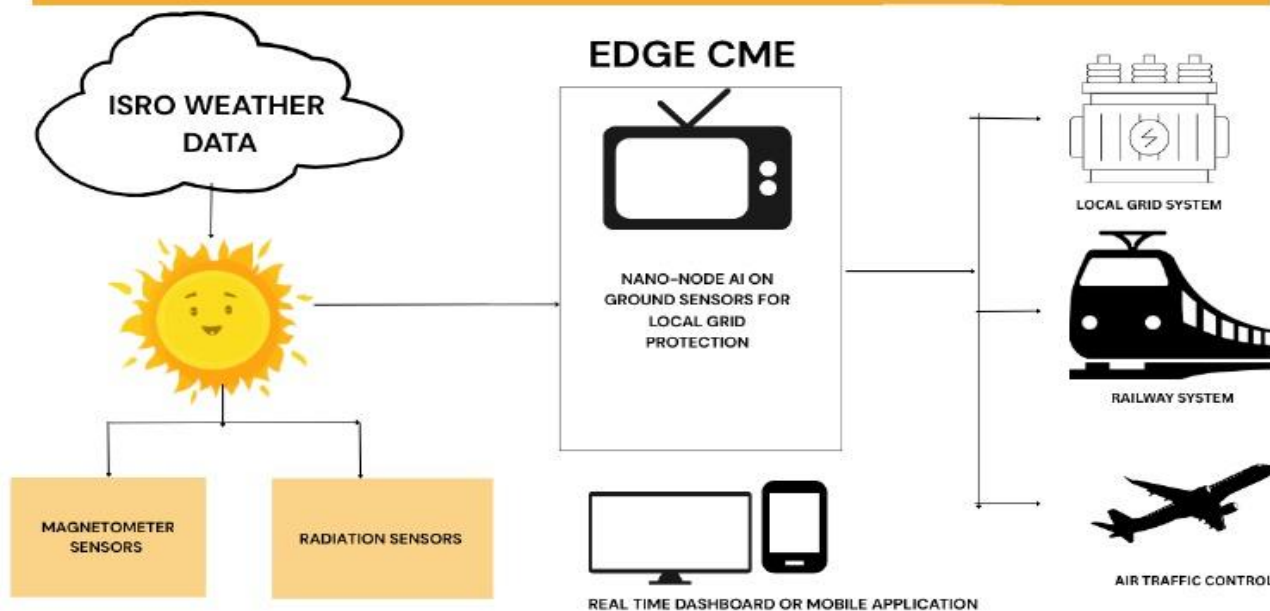 ISRO WEATHER
DATA
EDGE CME
NANO-NODE AI ON
GROUND SENSORS FOR
LOCAL GRID
PROTECTION
MAGNETOMETER
SENSORS
RADIATION SENSORS
REAL TIME DASHBOARD OR MOBILE APPLICATION
LOCAL GRID SYSTEM
RAILWAY SYSTEM
AIR TRAFFIC CONTROL